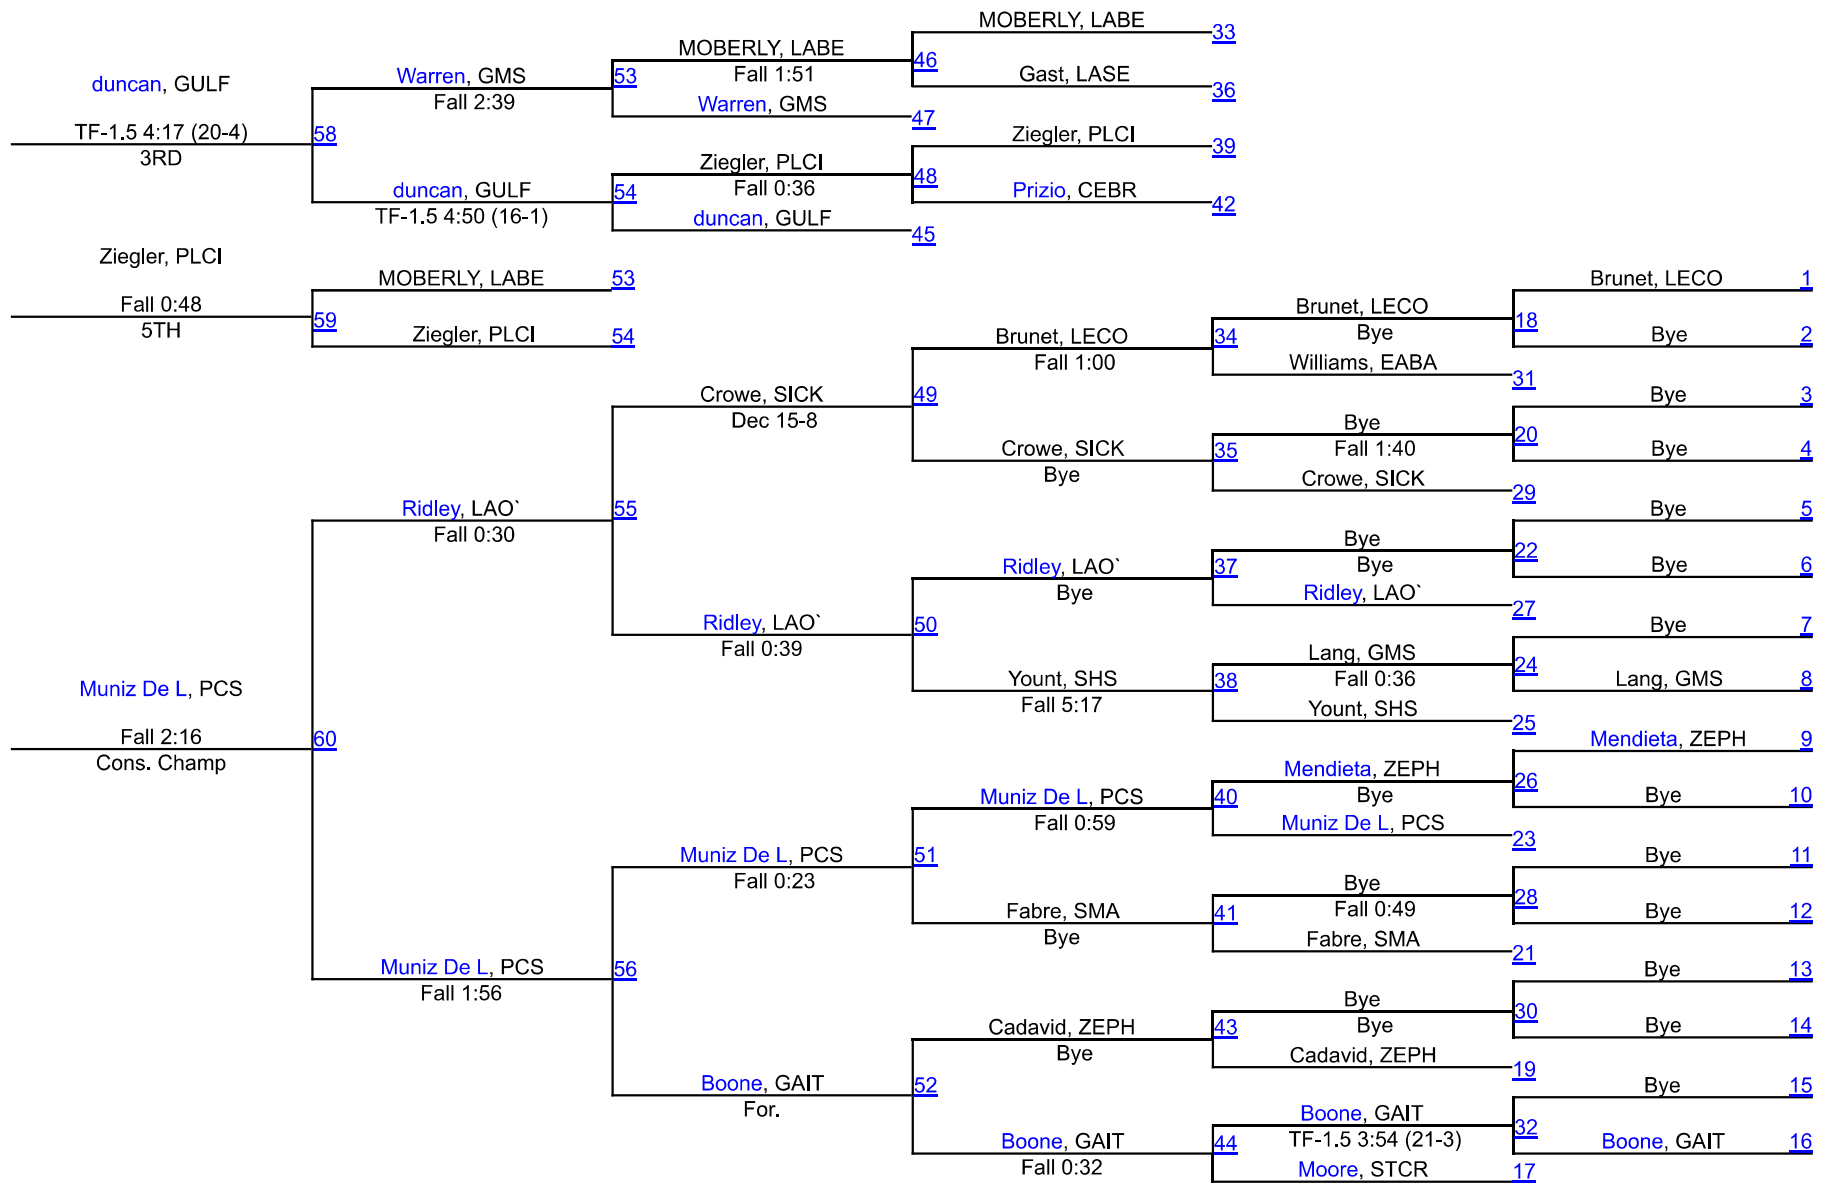 MOBERLY, LABE 33
MOBERLY, LABE 46
Warren, GMS 53 Fall 1:51 Gast, LASE 36
duncan, GULF Fall 2:39 Warren, GMS 47
TF-1.5 4:17 (20-4) 58 Ziegler, PLCI 39
3RD Ziegler, PLCI 48
duncan, GULF 54 Fall 0:36 Prizio, CEBR 42
TF-1.5 4:50 (16-1) duncan, GULF 45
Ziegler, PLCI
MOBERLY, LABE 53 Brunet, LECO 1
Fall 0:48 59 Brunet, LECO 18
5TH Ziegler, PLCI 54 Brunet, LECO 34 Bye Bye 2
Fall 1:00 Williams, EABA 31
Crowe, SICK 49 Bye 3
Dec 15-8 Bye 20
Crowe, SICK 35 Fall 1:40 Bye 4
Bye Crowe, SICK 29
Ridley, LAO` 55 Bye 5
Fall 0:30 Bye 22
Ridley, LAO` 37 Bye Bye 6
Bye Ridley, LAO` 27
Ridley, LAO` 50 Bye 7
Fall 0:39 Lang, GMS 24
Muniz De L, PCS Yount, SHS 38 Fall 0:36 Lang, GMS 8
Fall 5:17 Yount, SHS 25
Fall 2:16 60 Mendieta, ZEPH 9
Cons. Champ Mendieta, ZEPH 26
Muniz De L, PCS 40 Bye Bye 10
Fall 0:59 Muniz De L, PCS 23
Muniz De L, PCS 51 Bye 11
Fall 0:23 Bye 28
Fabre, SMA 41 Fall 0:49 Bye 12
Bye Fabre, SMA 21
Muniz De L, PCS 56 Bye 13
Fall 1:56 Bye 30
Cadavid, ZEPH 43 Bye Bye 14
Bye Cadavid, ZEPH 19
Boone, GAIT 52 Bye 15
For. Boone, GAIT 32
Boone, GAIT 44 TF-1.5 3:54 (21-3) Boone, GAIT 16
Fall 0:32 Moore, STCR 17